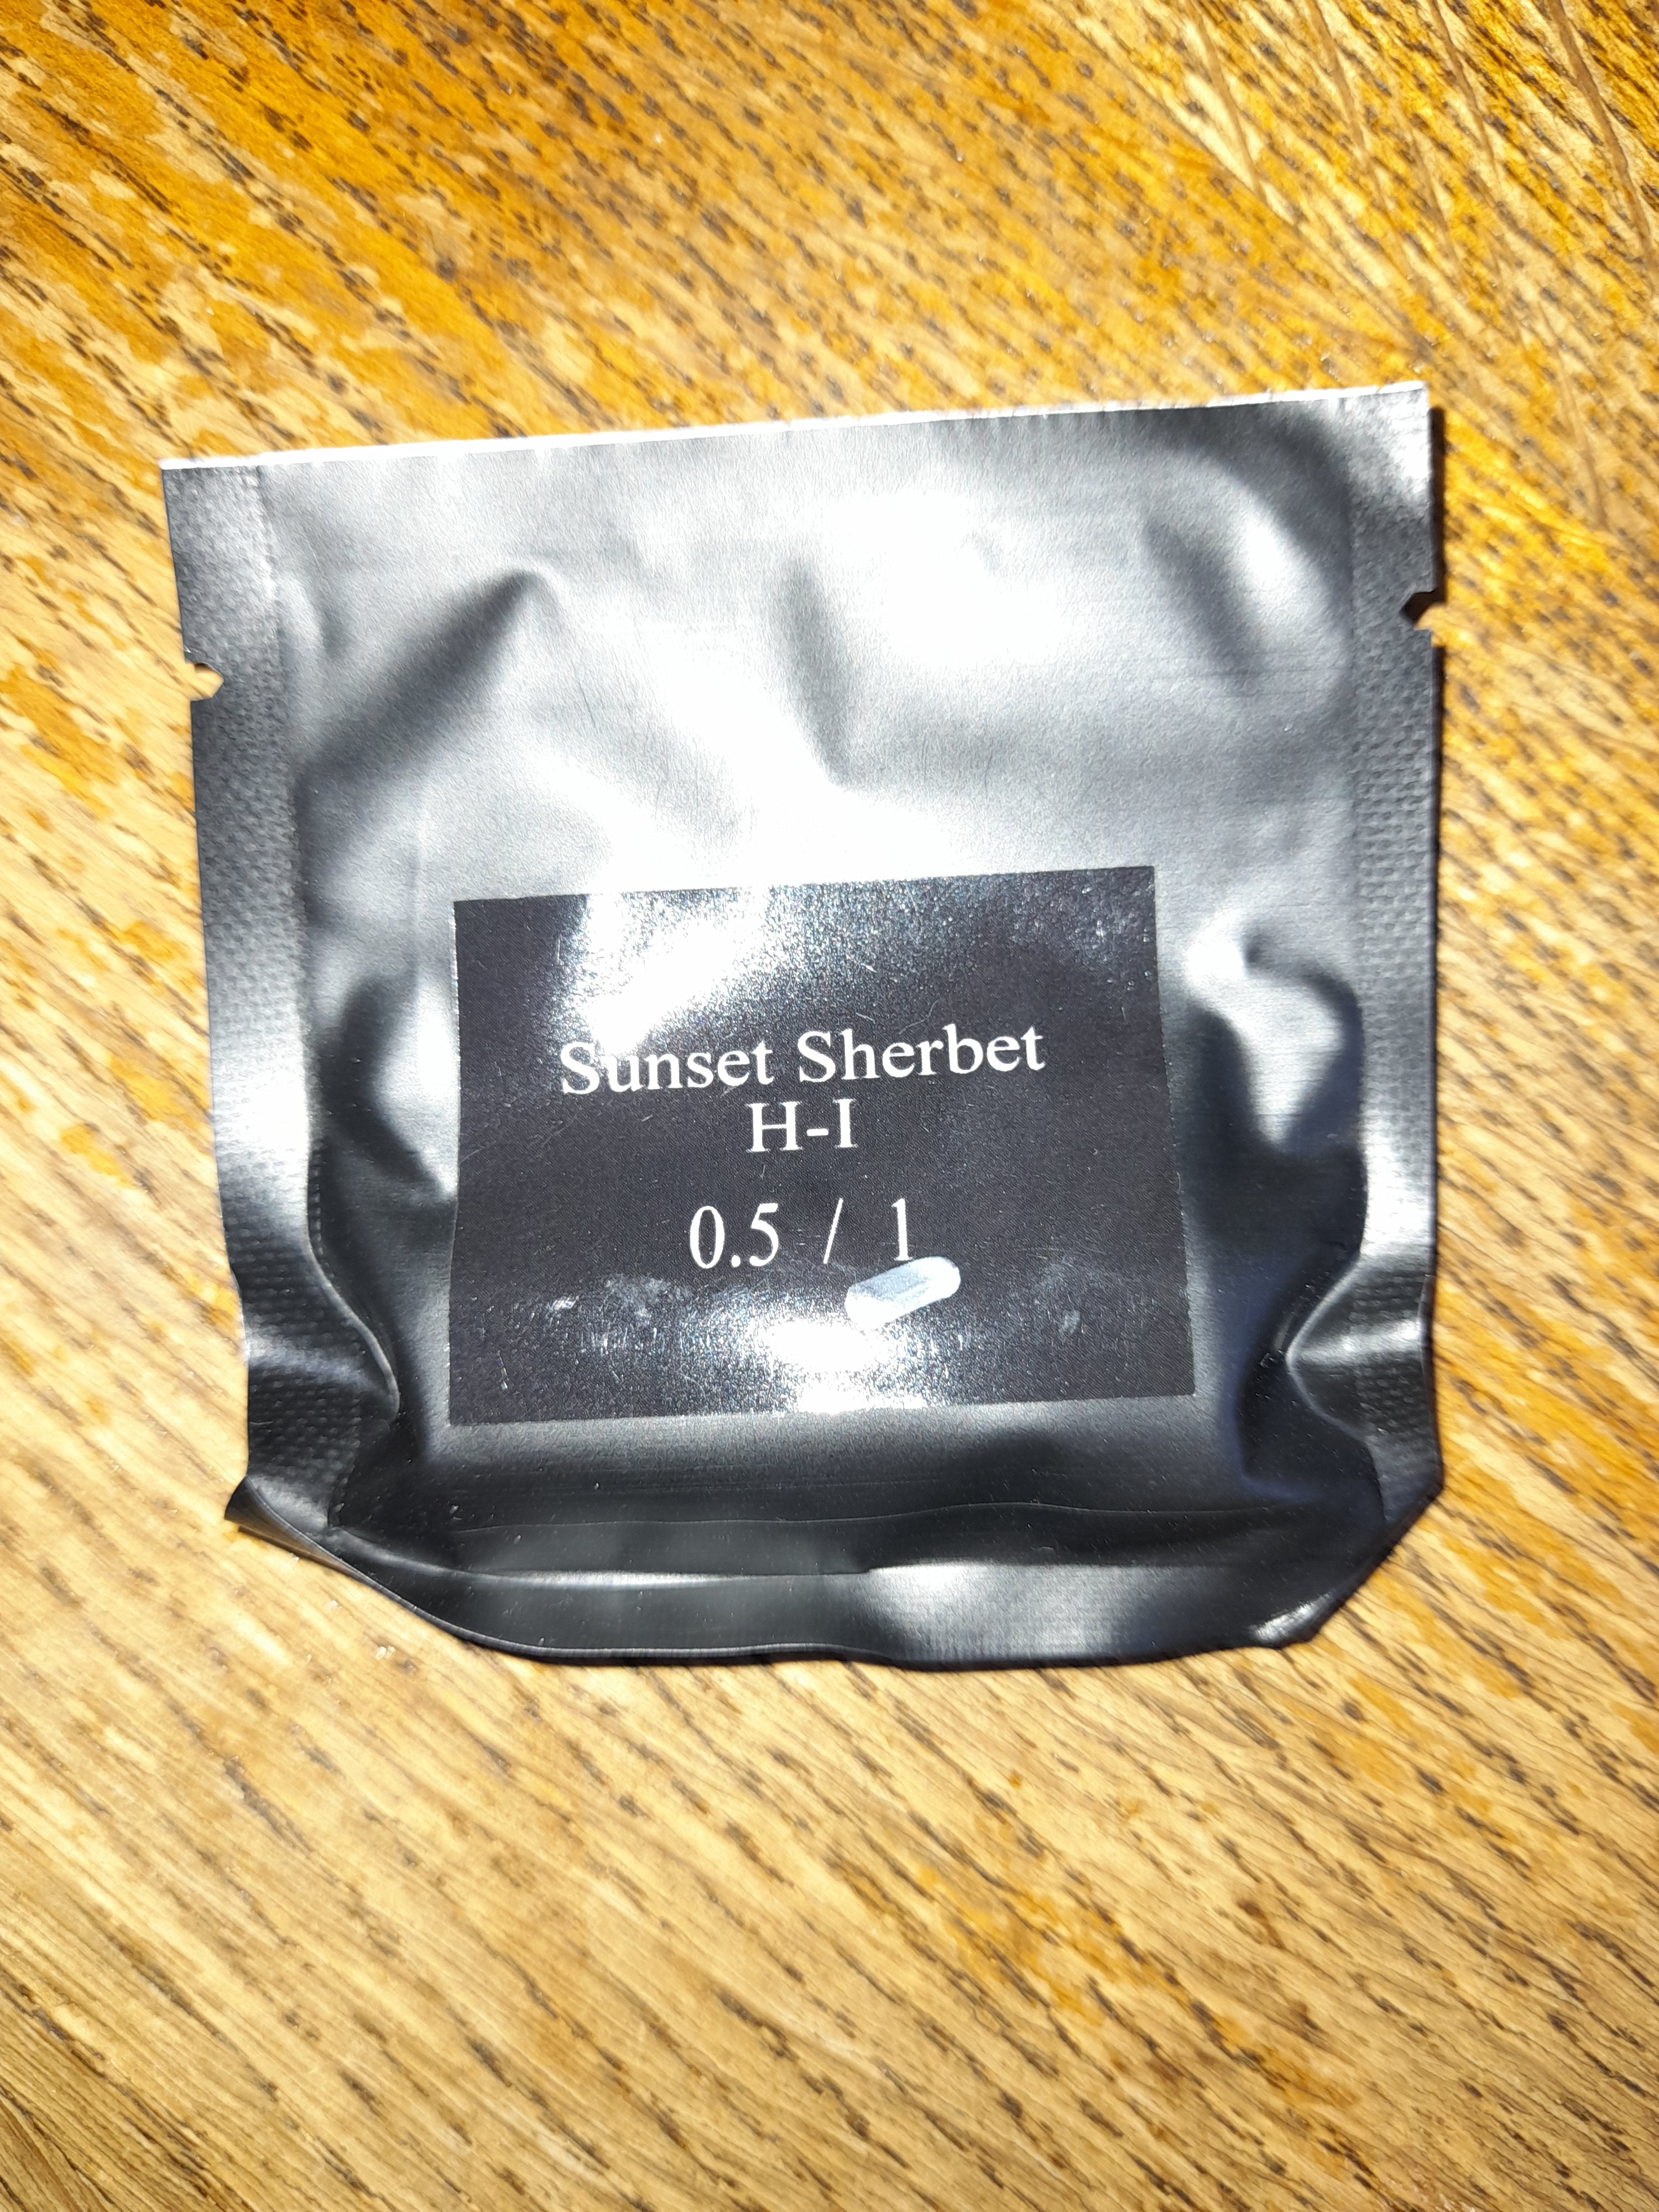 Sunset Sherbet
H-I
0.5 / 1